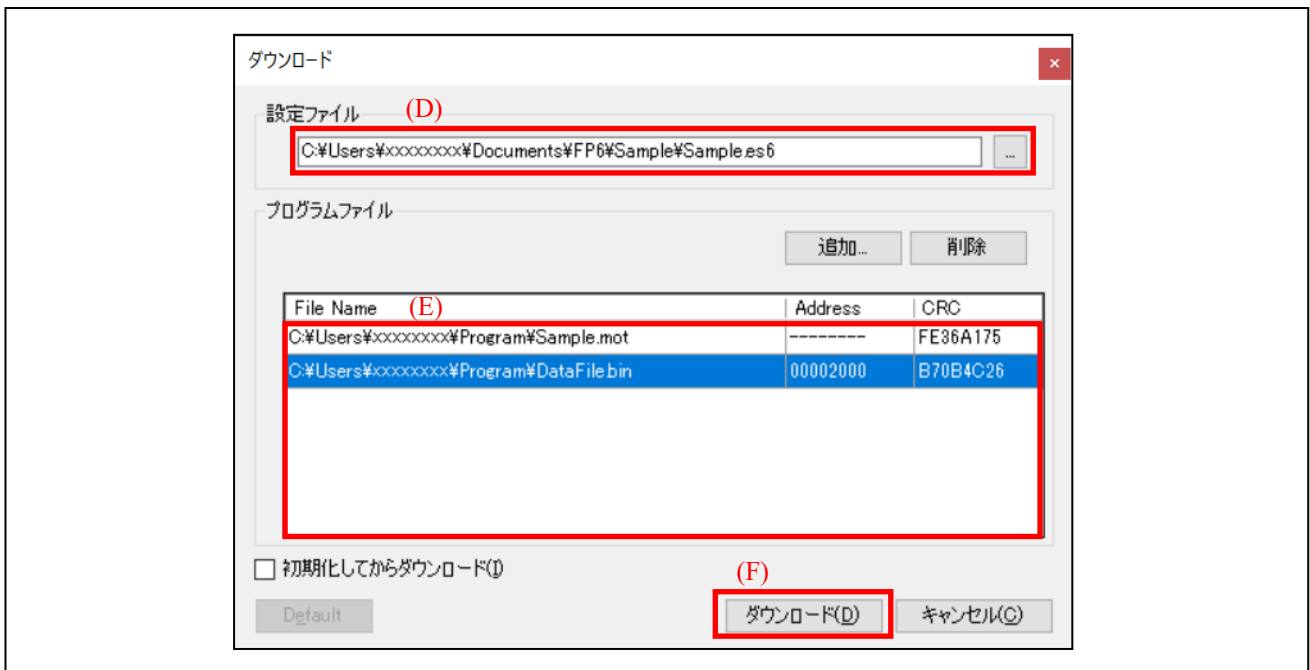 ダウンロード
×
設定ファイル (D)
C:¥Users¥xxxxxxxx¥Documents¥FP6¥Sample¥Sample.es6 ...
プログラムファイル
追加... 削除
File Name (E) Address CRC
C:¥Users¥xxxxxxxx¥Program¥Sample.mot -------- FE36A175
C:¥Users¥xxxxxxxx¥Program¥DataFile.bin 00002000 B70B4C26
初期化してからダウンロード(I)
(F)
Default ダウンロード(D) キャンセル(C)